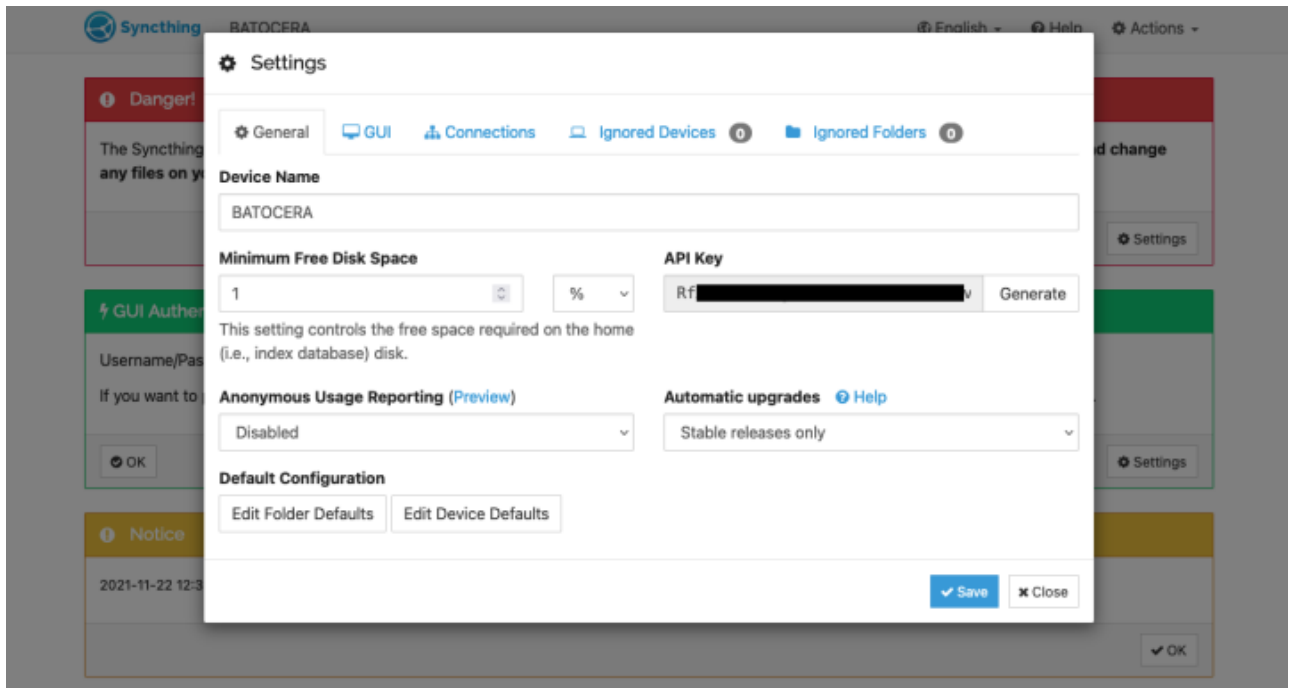 Syncthing BATOCERA English Help Actions
Settings
Danger!
General GUI Connections Ignored Devices 0 Ignored Folders 0
The Syncthing d change
any files on
Device Name
BATOCERA
Settings
Minimum Free Disk Space API Key
1 % Rf v Generate
GUI Authen
This setting controls the free space required on the home
(i.e., index database) disk.
Username/Pas
If you want to
Anonymous Usage Reporting (Preview) Automatic upgrades Help
Disabled Stable releases only
OK Settings
Default Configuration
Edit Folder Defaults Edit Device Defaults
Notice
2021-11-22 12:3
Save Close
OK